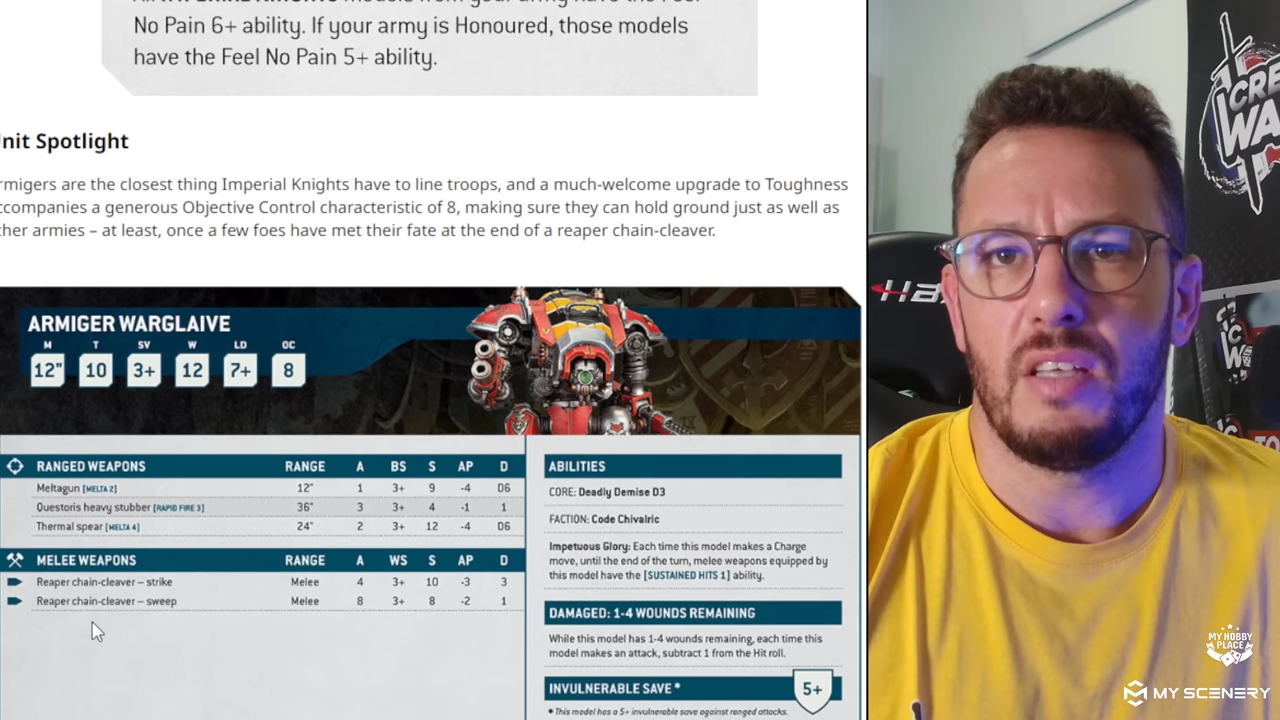 No Pain 6+ ability. If your army is Honoured, those models
have the Feel No Pain 5+ ability.
nit Spotlight
rmigers are the closest thing Imperial Knights have to line troops, and a much-welcome upgrade to Toughness
ccompanies a generous Objective Control characteristic of 8, making sure they can hold ground just as well as
her armies – at least, once a few foes have met their fate at the end of a reaper chain-cleaver.
ARMIGER WARGLAIVE
M T SV W LD OC
12" 10 3+ 12 7+ 8
RANGED WEAPONS RANGE A BS S AP D
Meltagun [MELTA 2] 12" 1 3+ 9 -4 D6
Questoris heavy stubber [RAPID FIRE 3] 36" 3 3+ 4 -1 1
Thermal spear [MELTA 4] 24" 2 3+ 12 -4 D6
MELEE WEAPONS RANGE A WS S AP D
Reaper chain-cleaver – strike Melee 4 3+ 10 -3 3
Reaper chain-cleaver – sweep Melee 8 3+ 8 -2 1
ABILITIES
CORE: Deadly Demise D3
FACTION: Code Chivalric
Impetuous Glory: Each time this model makes a Charge
move, until the end of the turn, melee weapons equipped by
this model have the [SUSTAINED HITS 1] ability.
DAMAGED: 1-4 WOUNDS REMAINING
While this model has 1-4 wounds remaining, each time this
model makes an attack, subtract 1 from the Hit roll.
INVULNERABLE SAVE* 5+
* This model has a 5+ invulnerable save against ranged attacks.
CRE
WA
MY HOBBY
PLACE
MY SCENERY